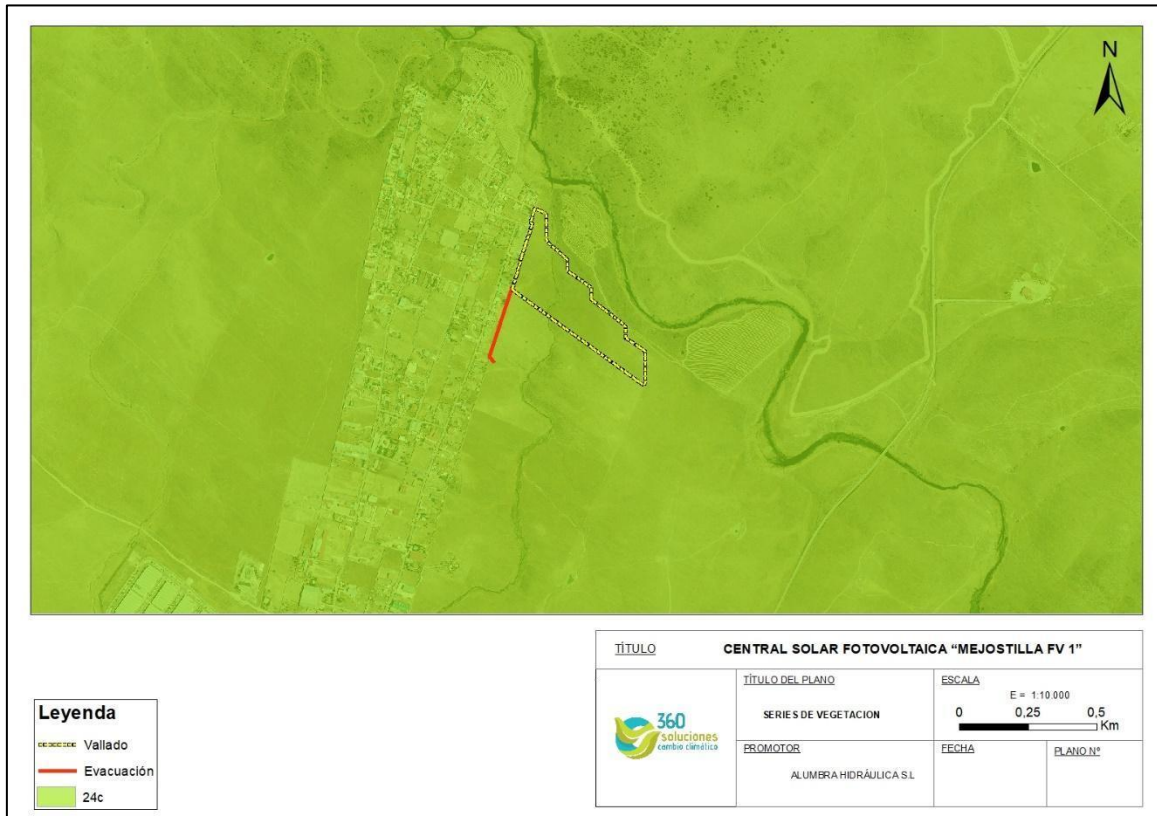 N
TÍTULO
CENTRAL SOLAR FOTOVOLTAICA “MEJOSTILLA FV 1”
360
soluciones
cambio climático
TÍTULO DEL PLANO
SERIES DE VEGETACION
ESCALA
E = 1:10.000
0 0,25 0,5
Km
PROMOTOR
ALUMBRA HIDRÁULICA S.L
FECHA
PLANO Nº
Leyenda
Vallado
Evacuación
24c